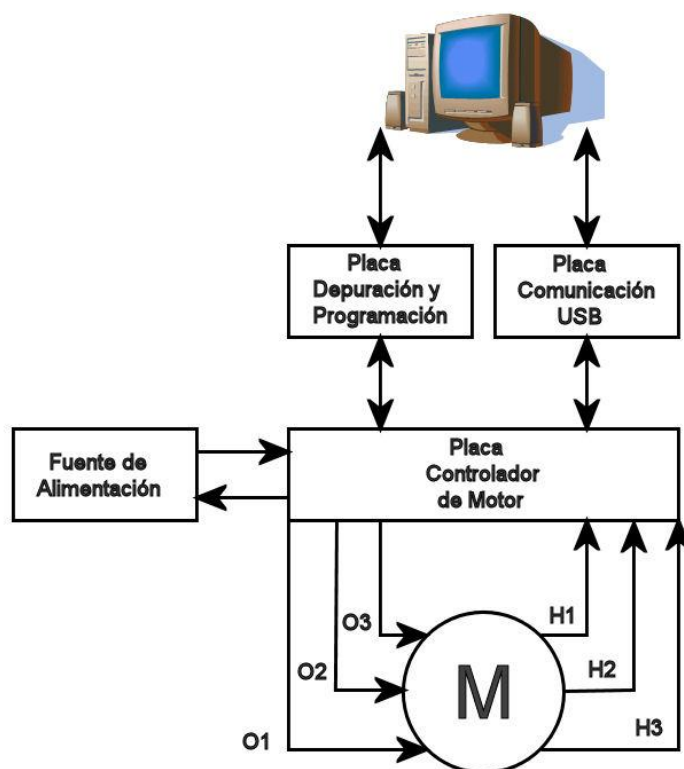 Placa
Depuración y
Programación
Placa
Comunicación
USB
Fuente de
Alimentación
Placa
Controlador
de Motor
O3
H1
O2
M
H2
O1
H3